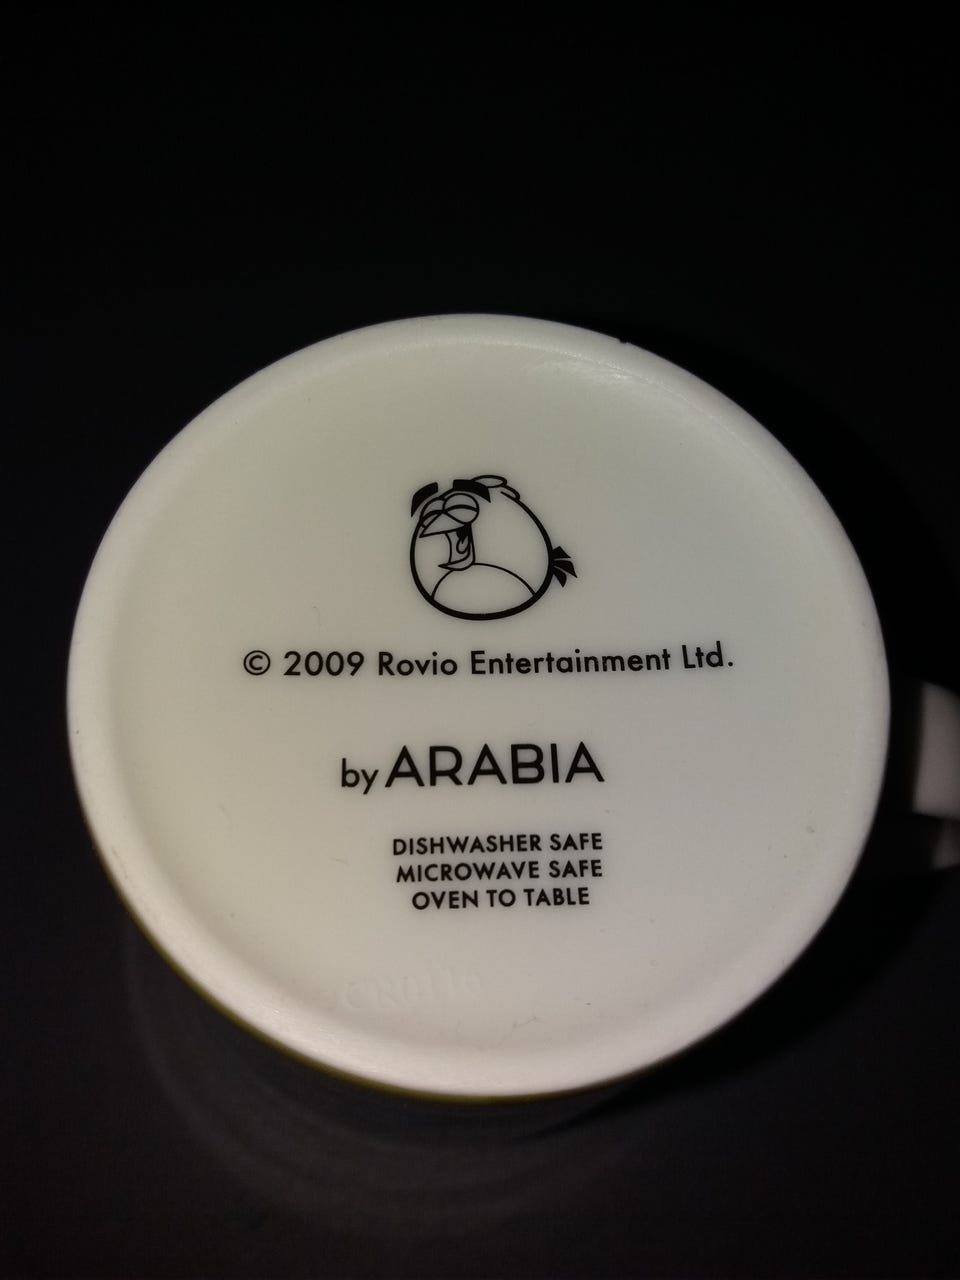 © 2009 Rovio Entertainment Ltd.
by ARABIA
DISHWASHER SAFE
MICROWAVE SAFE
OVEN TO TABLE